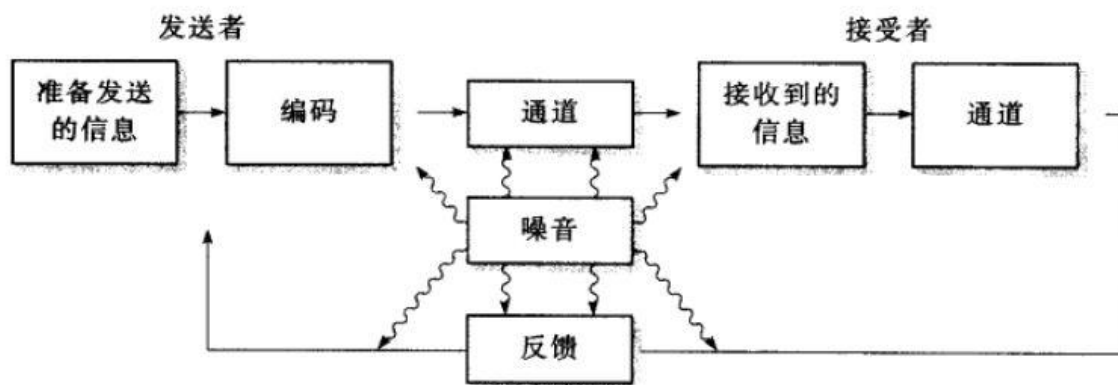 发送者
接受者
准备发送
的信息
编码
通道
接收到的
信息
通道
噪音
反馈